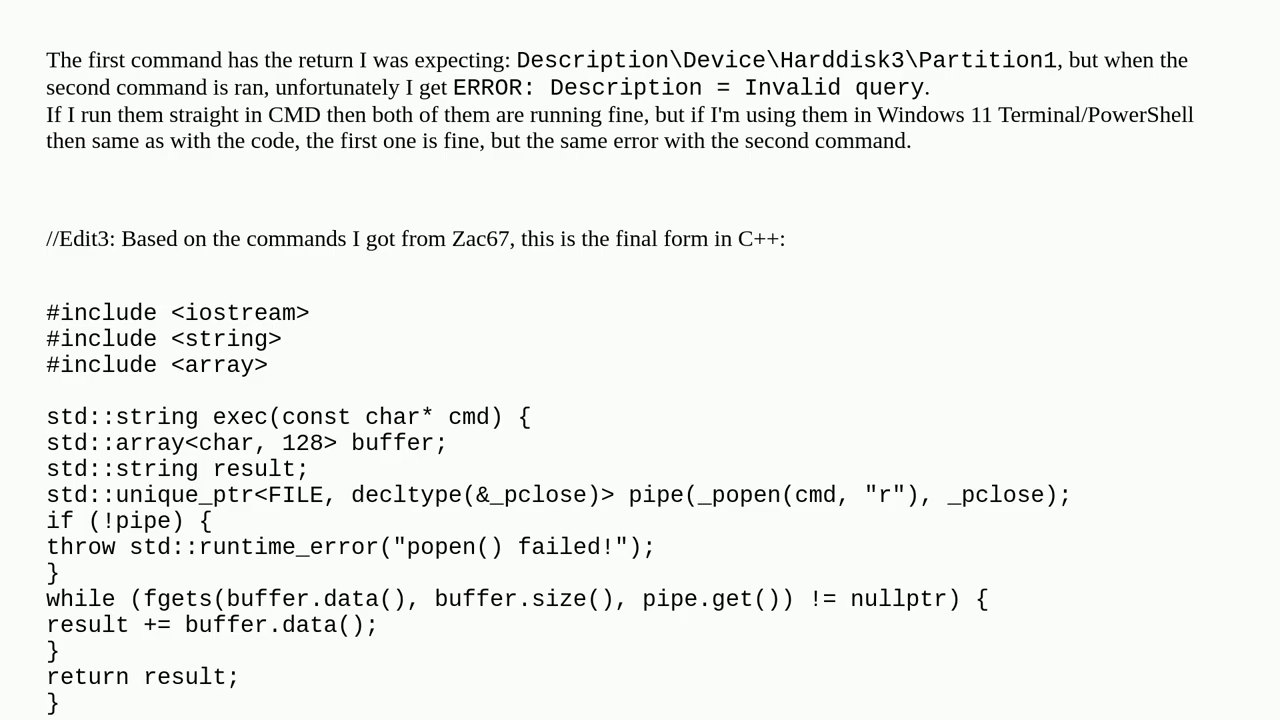 The first command has the return I was expecting: Description\Device\Harddisk3\Partition1, but when the
second command is ran, unfortunately I get ERROR: Description = Invalid query.
If I run them straight in CMD then both of them are running fine, but if I'm using them in Windows 11 Terminal/PowerShell
then same as with the code, the first one is fine, but the same error with the second command.
//Edit3: Based on the commands I got from Zac67, this is the final form in C++:
#include <iostream>
#include <string>
#include <array>
std::string exec(const char* cmd) {
std::array<char, 128> buffer;
std::string result;
std::unique_ptr<FILE, decltype(&_pclose)> pipe(_popen(cmd, "r"), _pclose);
if (!pipe) {
throw std::runtime_error("popen() failed!");
}
while (fgets(buffer.data(), buffer.size(), pipe.get()) != nullptr) {
result += buffer.data();
}
return result;
}